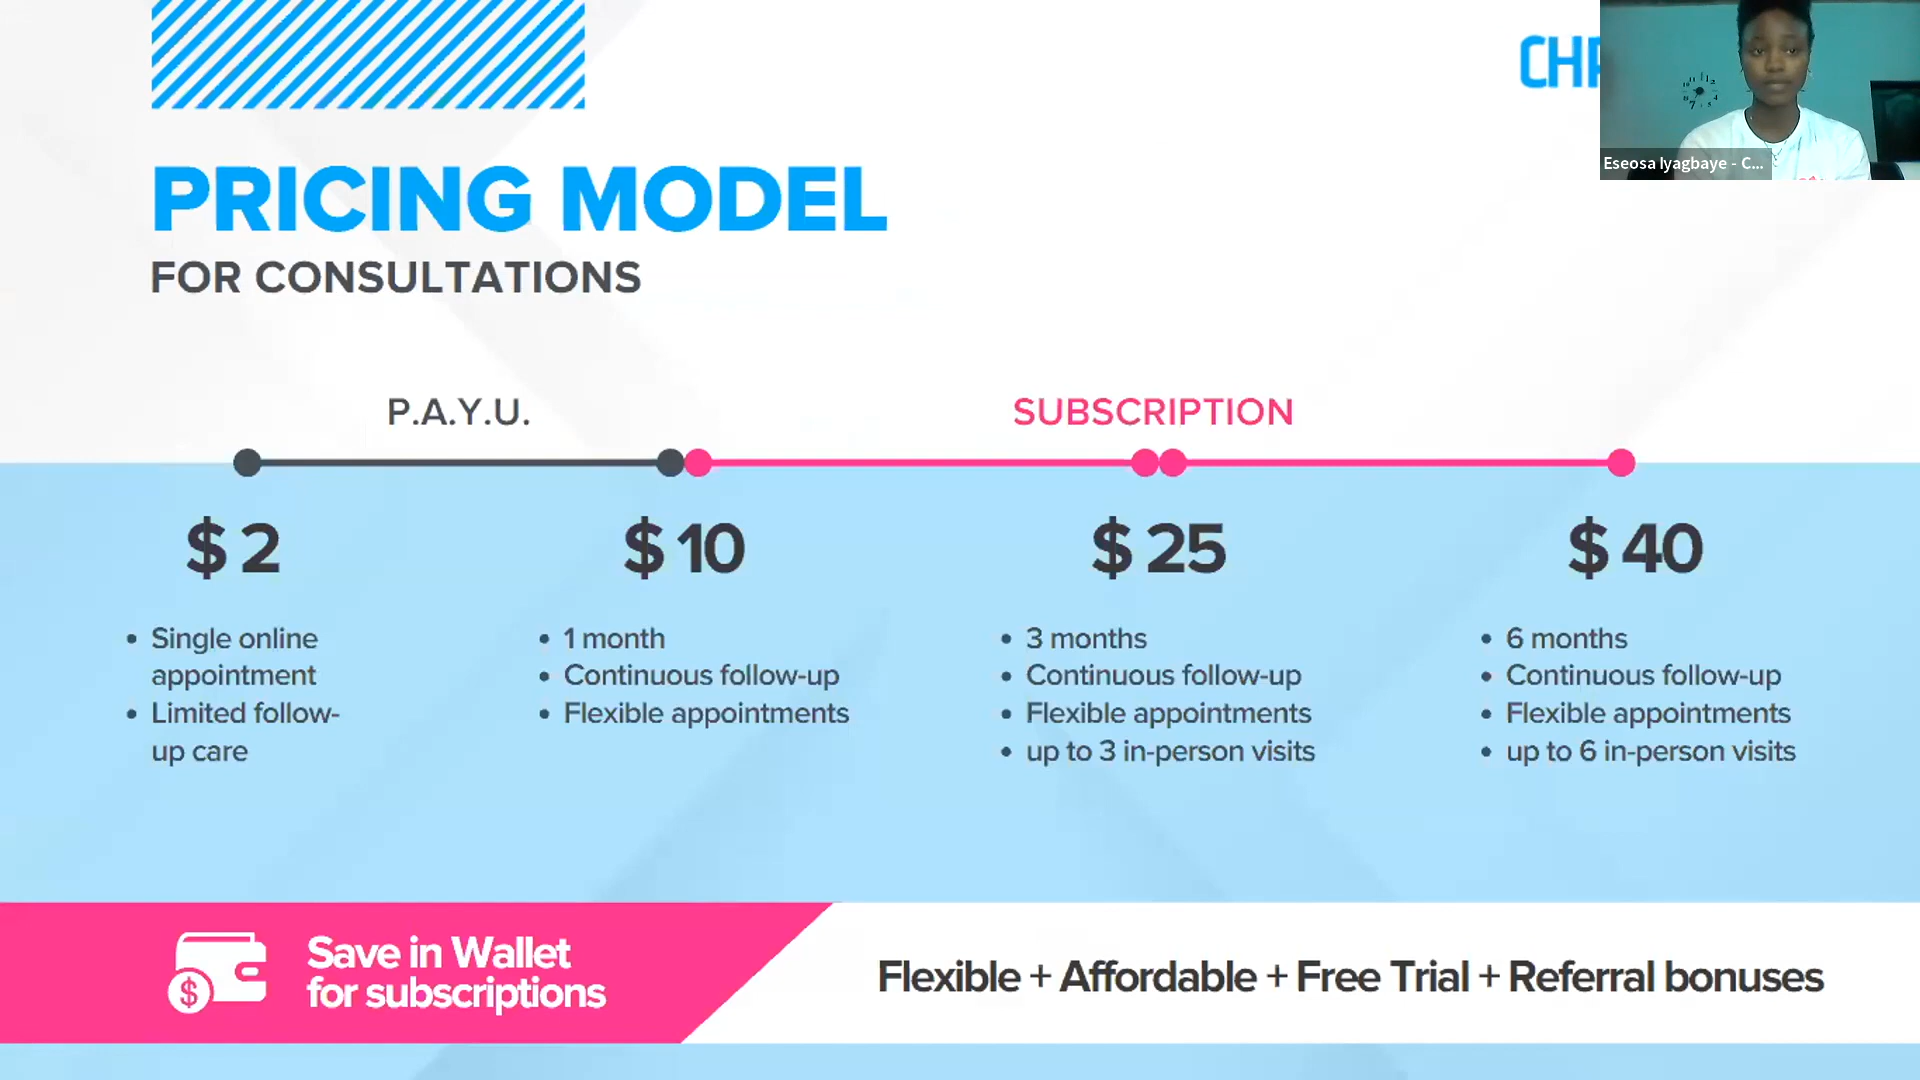 CH
PRICING MODEL
FOR CONSULTATIONS
Eseosa Iyagbaye - C...
P.A.Y.U.
SUBSCRIPTION
$ 2
• Single online
appointment
• Limited follow-
up care
$ 10
• 1 month
• Continuous follow-up
• Flexible appointments
$ 25
• 3 months
• Continuous follow-up
• Flexible appointments
• up to 3 in-person visits
$ 40
• 6 months
• Continuous follow-up
• Flexible appointments
• up to 6 in-person visits
$
Save in Wallet
for subscriptions
Flexible + Affordable + Free Trial + Referral bonuses